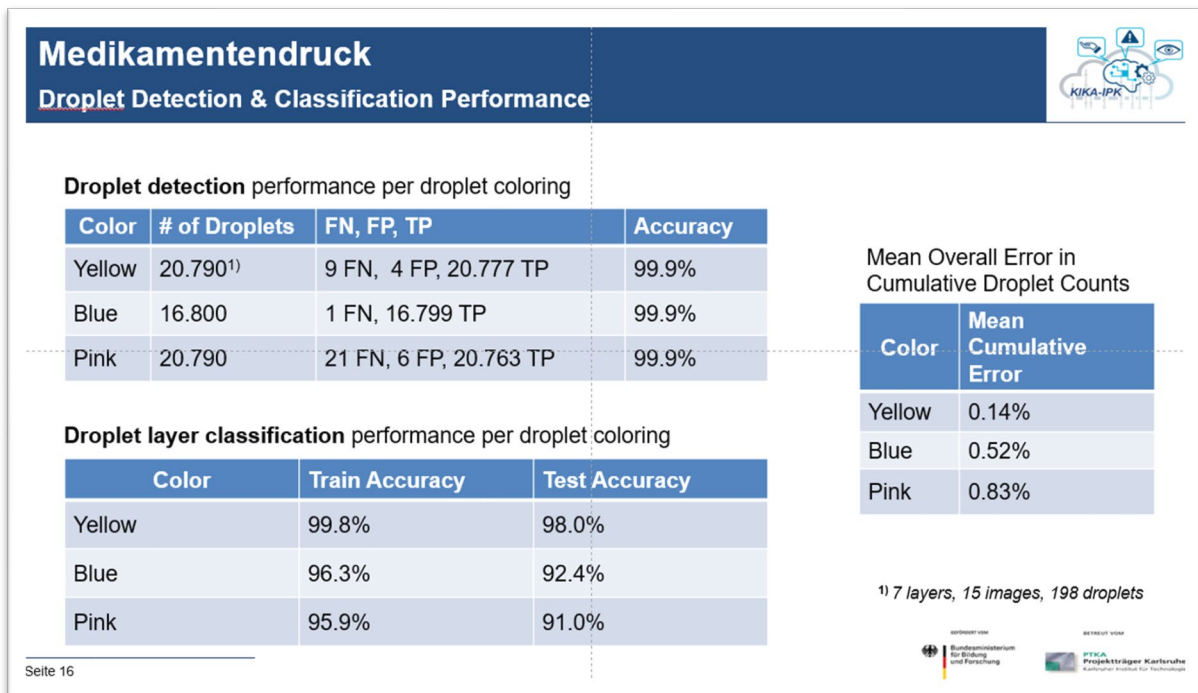 Medikamentendruck
Droplet Detection & Classification Performance
KIKA-IPK
Droplet detection performance per droplet coloring
Color # of Droplets FN, FP, TP Accuracy
Yellow 20.790¹⁾ 9 FN, 4 FP, 20.777 TP 99.9%
Blue 16.800 1 FN, 16.799 TP 99.9%
Pink 20.790 21 FN, 6 FP, 20.763 TP 99.9%
Droplet layer classification performance per droplet coloring
Color Train Accuracy Test Accuracy
Yellow 99.8% 98.0%
Blue 96.3% 92.4%
Pink 95.9% 91.0%
Mean Overall Error in
Cumulative Droplet Counts
Color Mean
Cumulative
Error
Yellow 0.14%
Blue 0.52%
Pink 0.83%
¹⁾ 7 layers, 15 images, 198 droplets
Seite 16
GEFÖRDERT VOM
Bundesministerium
für Bildung
und Forschung
BETREUT VOM
PTKA
Projektträger Karlsruhe
Karlsruher Institut für Technologie